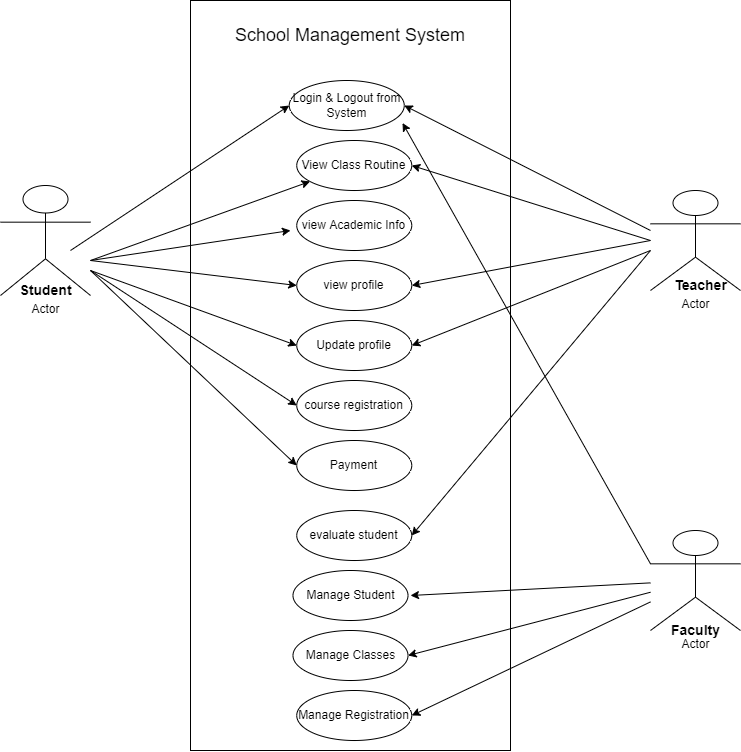 School Management System
Login & Logout from
System
View Class Routine
view Academic Info
view profile
Update profile
course registration
Payment
evaluate student
Manage Student
Manage Classes
Manage Registration
Student
Actor
Teacher
Actor
Faculty
Actor